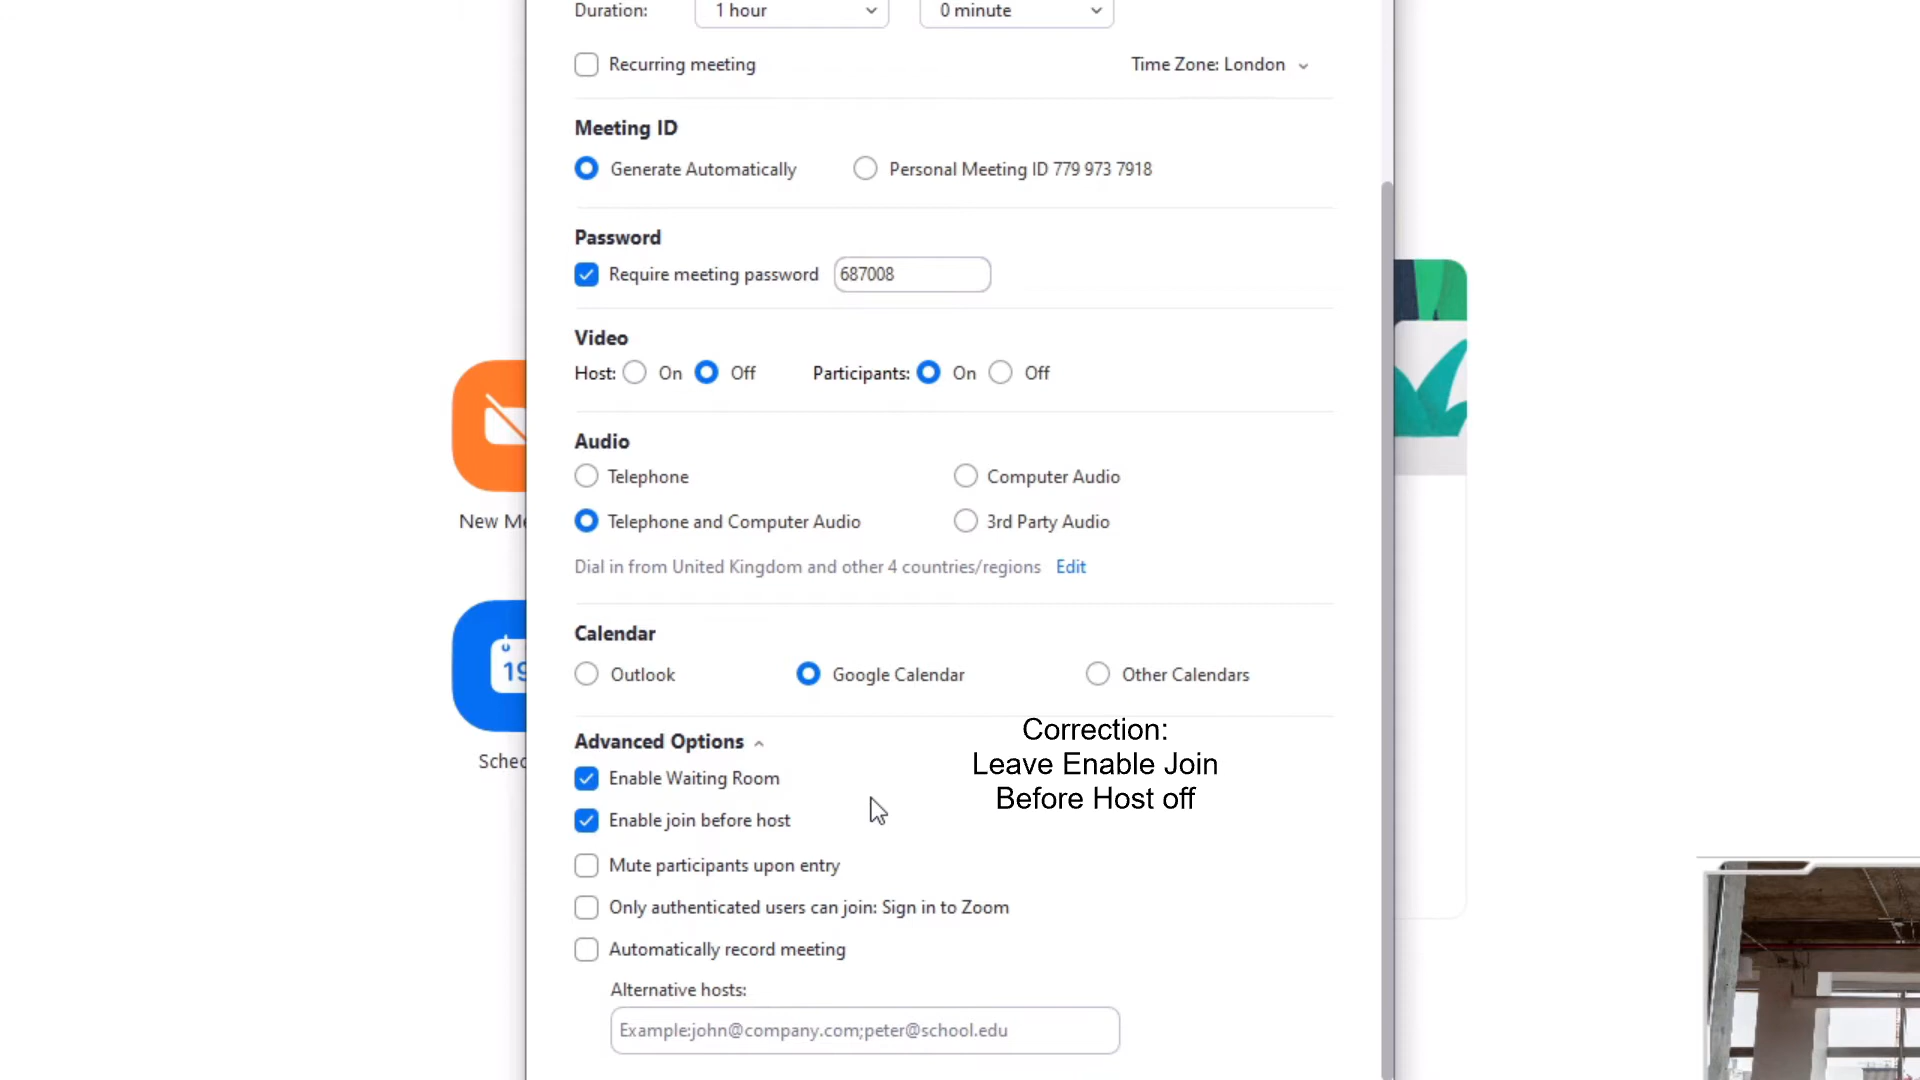 Duration: 1 hour 0 minute
Recurring meeting Time Zone: London
Meeting ID
Generate Automatically Personal Meeting ID 779 973 7918
Password
Require meeting password 687008
Video
Host: On Off Participants: On Off
Audio
Telephone Computer Audio
New Me
Telephone and Computer Audio 3rd Party Audio
Dial in from United Kingdom and other 4 countries/regions Edit
Calendar
19
Outlook Google Calendar Other Calendars
Correction:
Leave Enable Join
Before Host off
Advanced Options
Sched
Enable Waiting Room
Enable join before host
Mute participants upon entry
Only authenticated users can join: Sign in to Zoom
Automatically record meeting
Alternative hosts:
Example:john@company.com;peter@school.edu